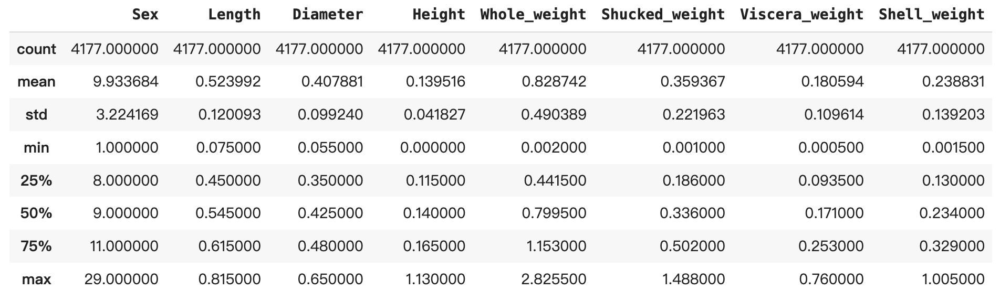 Sex Length Diameter Height Whole_weight Shucked_weight Viscera_weight Shell_weight
count 4177.000000 4177.000000 4177.000000 4177.000000 4177.000000 4177.000000 4177.000000 4177.000000
mean 9.933684 0.523992 0.407881 0.139516 0.828742 0.359367 0.180594 0.238831
std 3.224169 0.120093 0.099240 0.041827 0.490389 0.221963 0.109614 0.139203
min 1.000000 0.075000 0.055000 0.000000 0.002000 0.001000 0.000500 0.001500
25% 8.000000 0.450000 0.350000 0.115000 0.441500 0.186000 0.093500 0.130000
50% 9.000000 0.545000 0.425000 0.140000 0.799500 0.336000 0.171000 0.234000
75% 11.000000 0.615000 0.480000 0.165000 1.153000 0.502000 0.253000 0.329000
max 29.000000 0.815000 0.650000 1.130000 2.825500 1.488000 0.760000 1.005000